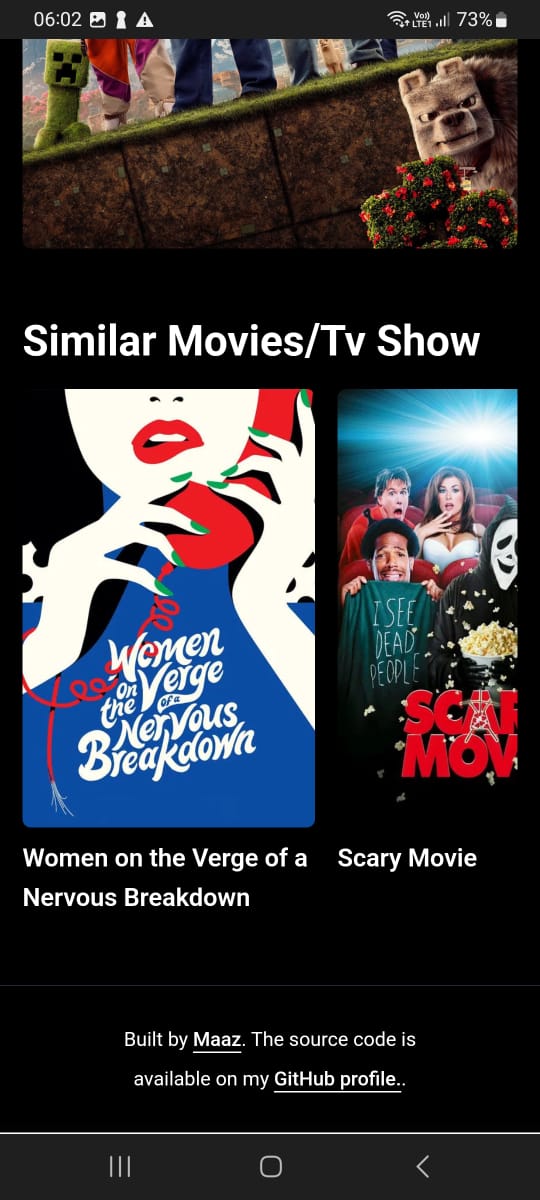 06:02
Vo)) LTE1 73%
Similar Movies/Tv Show
Women
on the Verge
of a
Nervous
Breakdown
I SEE
DEAD
PEOPLE
SCAR
MOV
Women on the Verge of a
Nervous Breakdown
Scary Movie
Built by Maaz. The source code is
available on my GitHub profile..